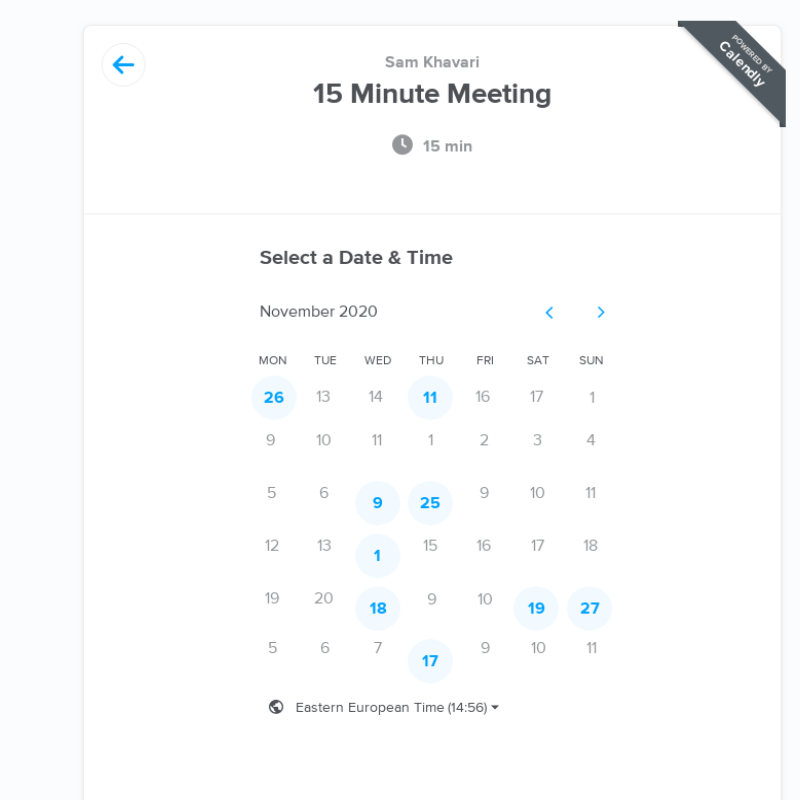 POWERED BY
Calendly
Sam Khavari
15 Minute Meeting
15 min
Select a Date & Time
November 2020
MON TUE WED THU FRI SAT SUN
26 13 14 11 16 17 1
9 10 11 1 2 3 4
5 6 9 25 9 10 11
12 13 1 15 16 17 18
19 20 18 9 10 19 27
5 6 7 17 9 10 11
Eastern European Time (14:56)